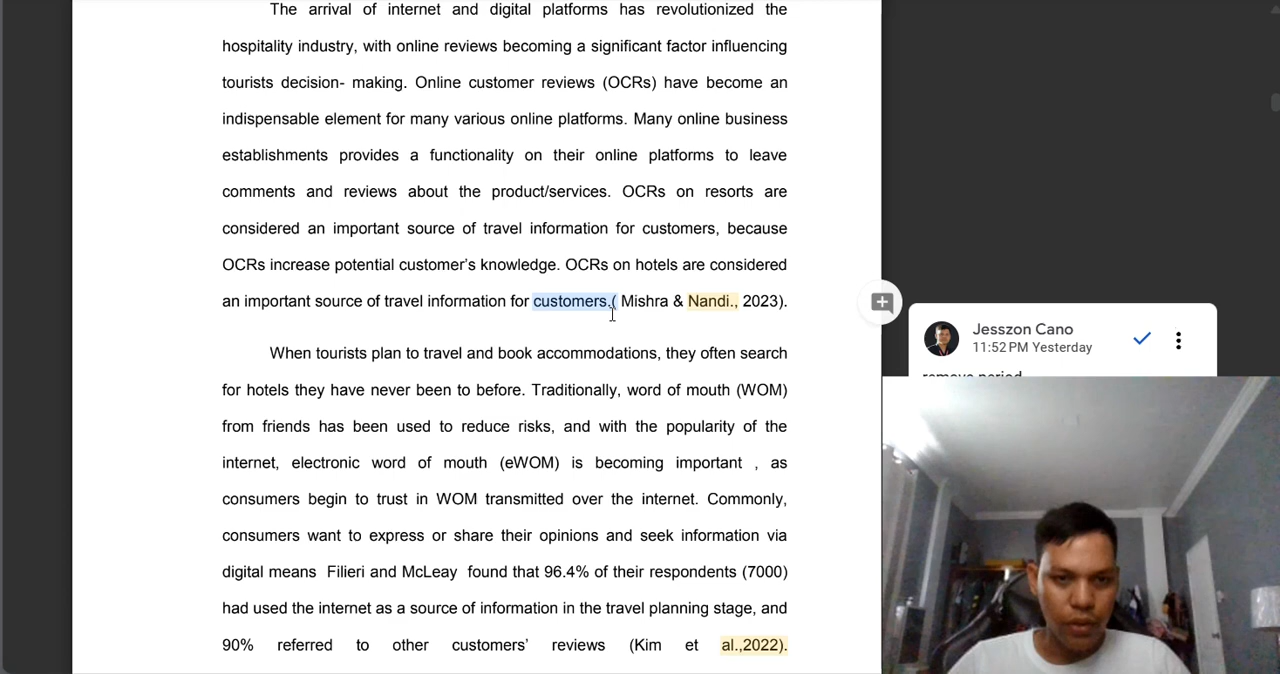 The arrival of internet and digital platforms has revolutionized the
hospitality industry, with online reviews becoming a significant factor influencing
tourists decision- making. Online customer reviews (OCRs) have become an
indispensable element for many various online platforms. Many online business
establishments provides a functionality on their online platforms to leave
comments and reviews about the product/services. OCRs on resorts are
considered an important source of travel information for customers, because
OCRs increase potential customer's knowledge. OCRs on hotels are considered
an important source of travel information for customers.( Mishra & Nandi., 2023).
When tourists plan to travel and book accommodations, they often search
for hotels they have never been to before. Traditionally, word of mouth (WOM)
from friends has been used to reduce risks, and with the popularity of the
internet, electronic word of mouth (eWOM) is becoming important , as
consumers begin to trust in WOM transmitted over the internet. Commonly,
consumers want to express or share their opinions and seek information via
digital means Filieri and McLeay found that 96.4% of their respondents (7000)
had used the internet as a source of information in the travel planning stage, and
90% referred to other customers' reviews (Kim et al.,2022).
Jesszon Cano
11:52 PM Yesterday
remove period